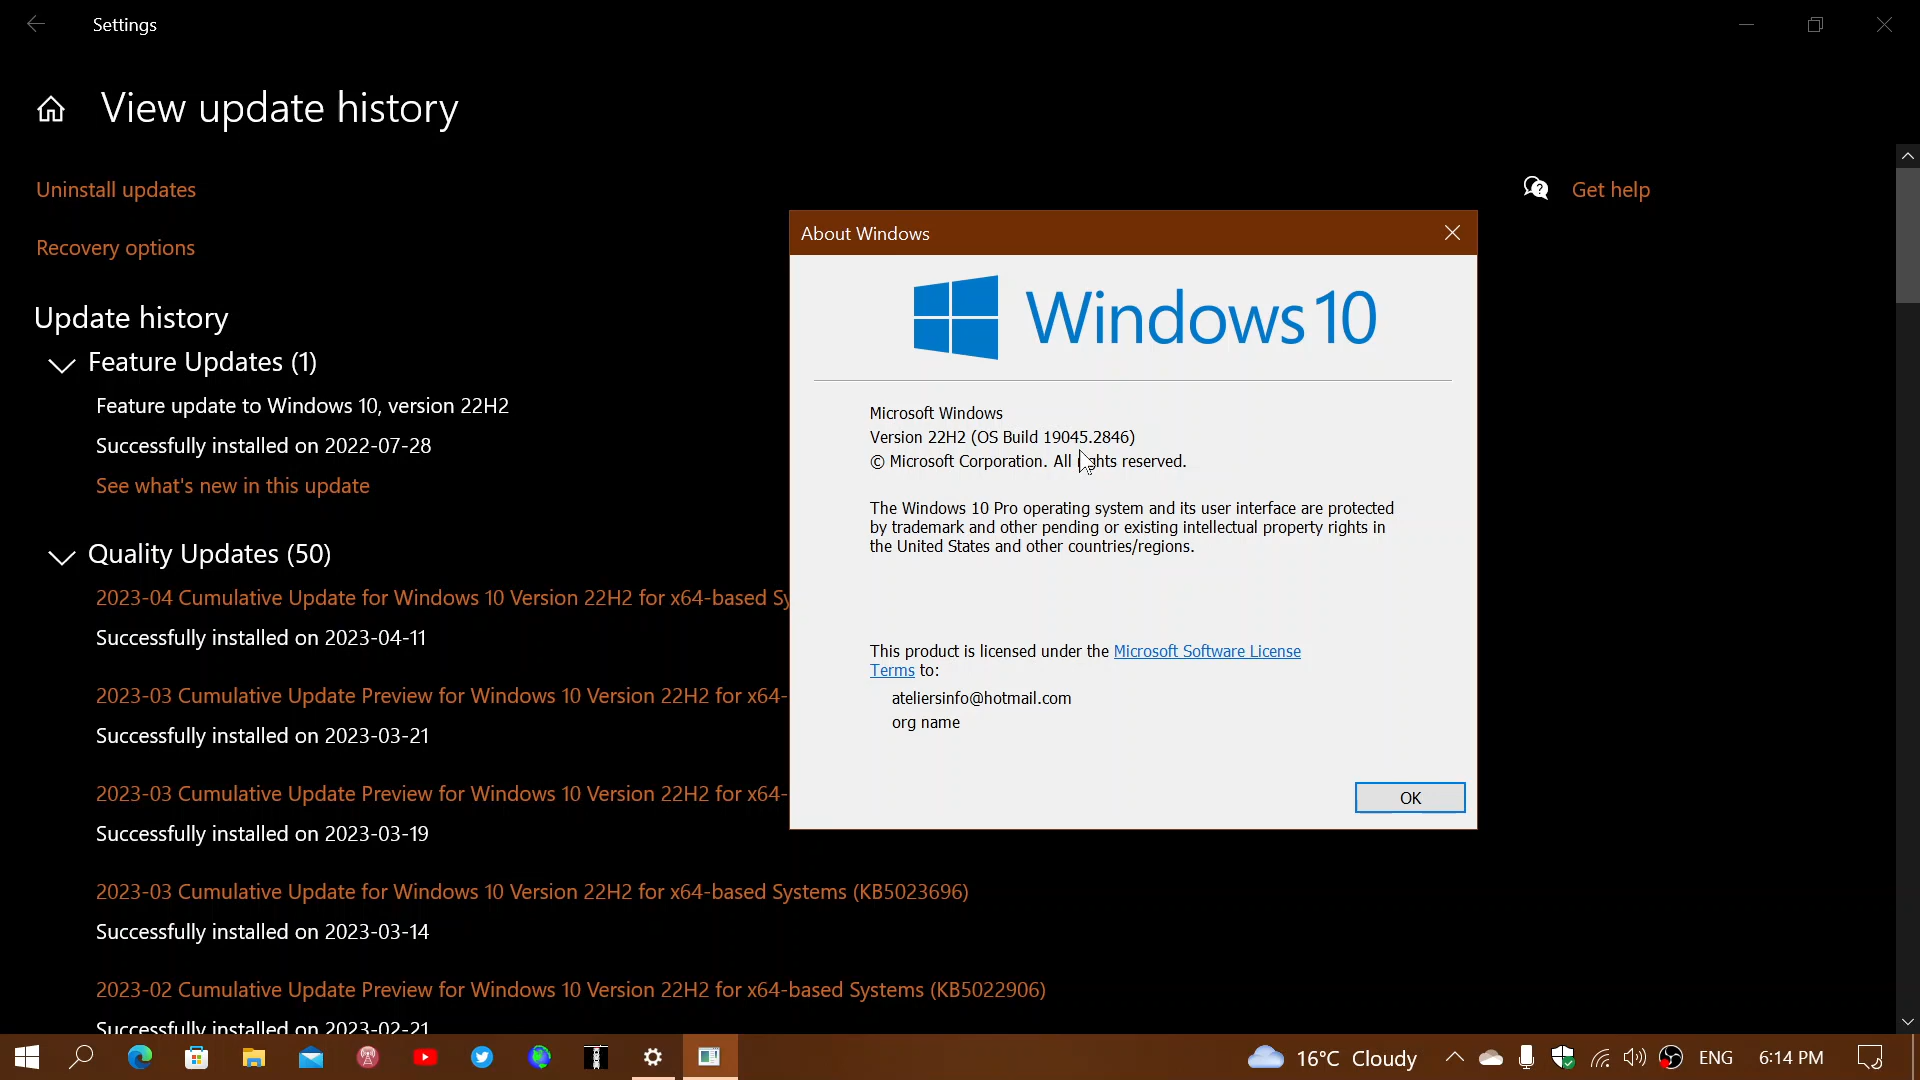 Settings
View update history
Uninstall updates
Recovery options
Update history
Feature Updates (1)
Feature update to Windows 10, version 22H2
Successfully installed on 2022-07-28
See what's new in this update
Quality Updates (50)
2023-04 Cumulative Update for Windows 10 Version 22H2 for x64-based Sy
Successfully installed on 2023-04-11
2023-03 Cumulative Update Preview for Windows 10 Version 22H2 for x64-
Successfully installed on 2023-03-21
2023-03 Cumulative Update Preview for Windows 10 Version 22H2 for x64-
Successfully installed on 2023-03-19
2023-03 Cumulative Update for Windows 10 Version 22H2 for x64-based Systems (KB5023696)
Successfully installed on 2023-03-14
2023-02 Cumulative Update Preview for Windows 10 Version 22H2 for x64-based Systems (KB5022906)
Successfully installed on 2023-02-21
Get help
About Windows
Windows 10
Microsoft Windows
Version 22H2 (OS Build 19045.2846)
© Microsoft Corporation. All rights reserved.
The Windows 10 Pro operating system and its user interface are protected
by trademark and other pending or existing intellectual property rights in
the United States and other countries/regions.
This product is licensed under the Microsoft Software License
Terms to:
ateliersinfo@hotmail.com
org name
OK
16°C Cloudy
ENG
6:14 PM